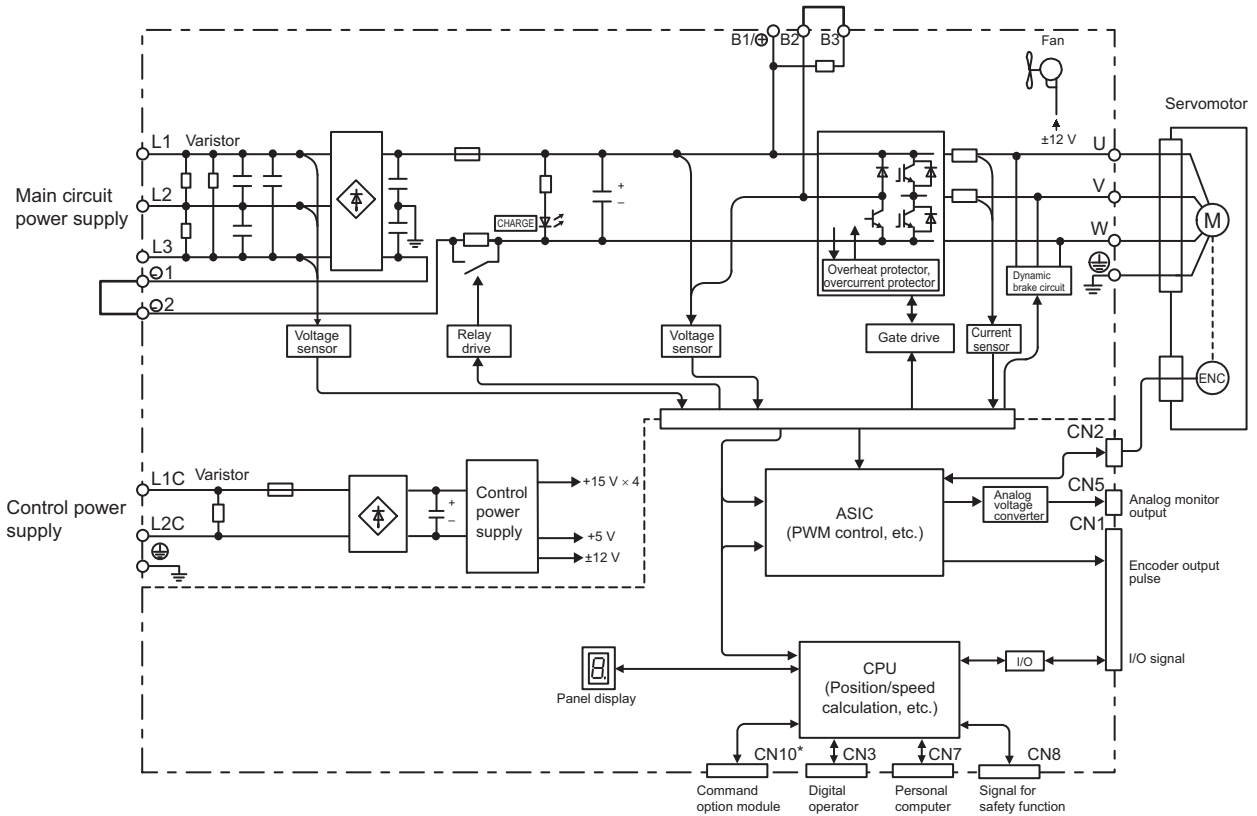 B1/⊕ B2 B3
Fan
±12 V
Servomotor
L1 Varistor
U
Main circuit
power supply
L2
V
+
–
CHARGE
M
W
L3
⊖1
Overheat protector,
overcurrent protector
Dynamic
brake circuit
⊖2
Voltage
sensor
Relay
drive
Voltage
sensor
Gate drive
Current
sensor
ENC
CN2
L1C Varistor
Control power
supply
+
–
Control
power
supply
+15 V × 4
+5 V
±12 V
L2C
ASIC
(PWM control, etc.)
Analog
voltage
converter
CN5
Analog monitor
output
CN1
Encoder output
pulse
8.
Panel display
CPU
(Position/speed
calculation, etc.)
I/O
I/O signal
CN10*
CN3
CN7
CN8
Command
option module
Digital
operator
Personal
computer
Signal for
safety function